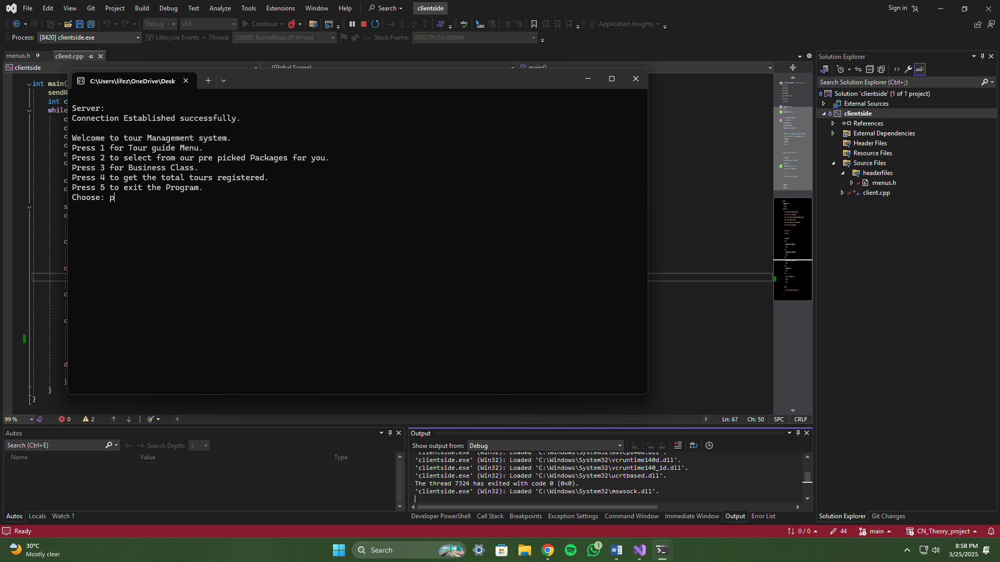 File Edit View Git Project Build Debug Test Analyze Tools Extensions Window Help Search clientside Sign in
Debug x64 Continue Application Insights
Process: [8420] clientside.exe Lifecycle Events Thread: [28688] KernelBase.dll thread Stack Frame: 00007ffc53cdd0d4
menus.h client.cpp
clientside (Global Scope) main()
int main(
sendR
int c
while
C:\Users\lifez\OneDrive\Desk
Server:
Connection Established successfully.
Welcome to tour Management system.
Press 1 for Tour guide Menu.
Press 2 to select from our pre picked Packages for you.
Press 3 for Business Class.
Press 4 to get the total tours registered.
Press 5 to exit the Program.
Choose: p
Solution Explorer
Search Solution Explorer (Ctrl+;)
Solution 'clientside' (1 of 1 project)
External Sources
clientside
References
External Dependencies
Header Files
Resource Files
Source Files
headerfiles
menus.h
client.cpp
99 % 0 2 Ln: 67 Ch: 50 SPC CRLF
Autos
Search (Ctrl+E) Search Depth: 3
Name Value Type
Autos Locals Watch 1
Output
Show output from: Debug
'clientside.exe' (Win32): Loaded 'C:\Windows\System32\msvcp140d.dll'.
'clientside.exe' (Win32): Loaded 'C:\Windows\System32\vcruntime140d.dll'.
'clientside.exe' (Win32): Loaded 'C:\Windows\System32\vcruntime140_1d.dll'.
'clientside.exe' (Win32): Loaded 'C:\Windows\System32\ucrtbased.dll'.
The thread 7324 has exited with code 0 (0x0).
'clientside.exe' (Win32): Loaded 'C:\Windows\System32\mswsock.dll'.
Developer PowerShell Call Stack Breakpoints Exception Settings Command Window Immediate Window Output Error List
Solution Explorer Git Changes
Ready 0 / 0 44 main CN_Theory_project
30°C
Mostly clear
Search
1
8:58 PM
5/25/2025